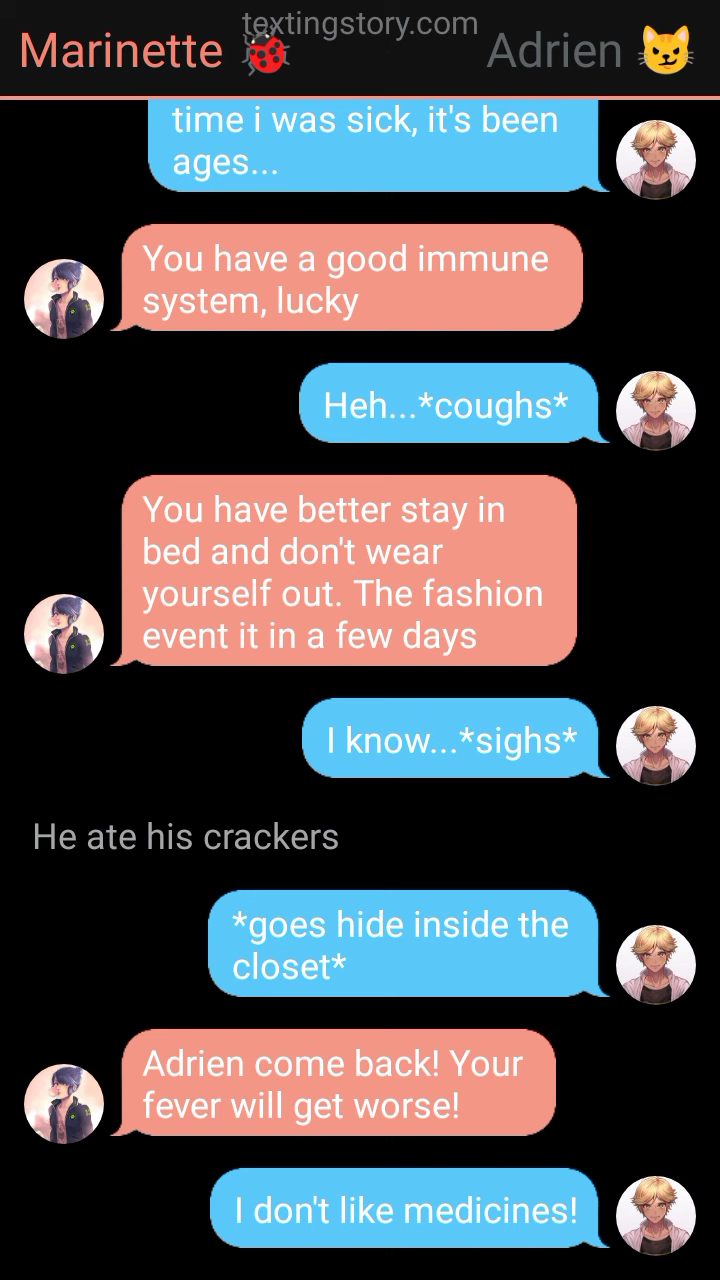 textingstory.com
Marinette 🐞
Adrien 😼
time i was sick, it's been
ages...
You have a good immune
system, lucky
Heh...*coughs*
You have better stay in
bed and don't wear
yourself out. The fashion
event it in a few days
I know...*sighs*
He ate his crackers
*goes hide inside the
closet*
Adrien come back! Your
fever will get worse!
I don't like medicines!